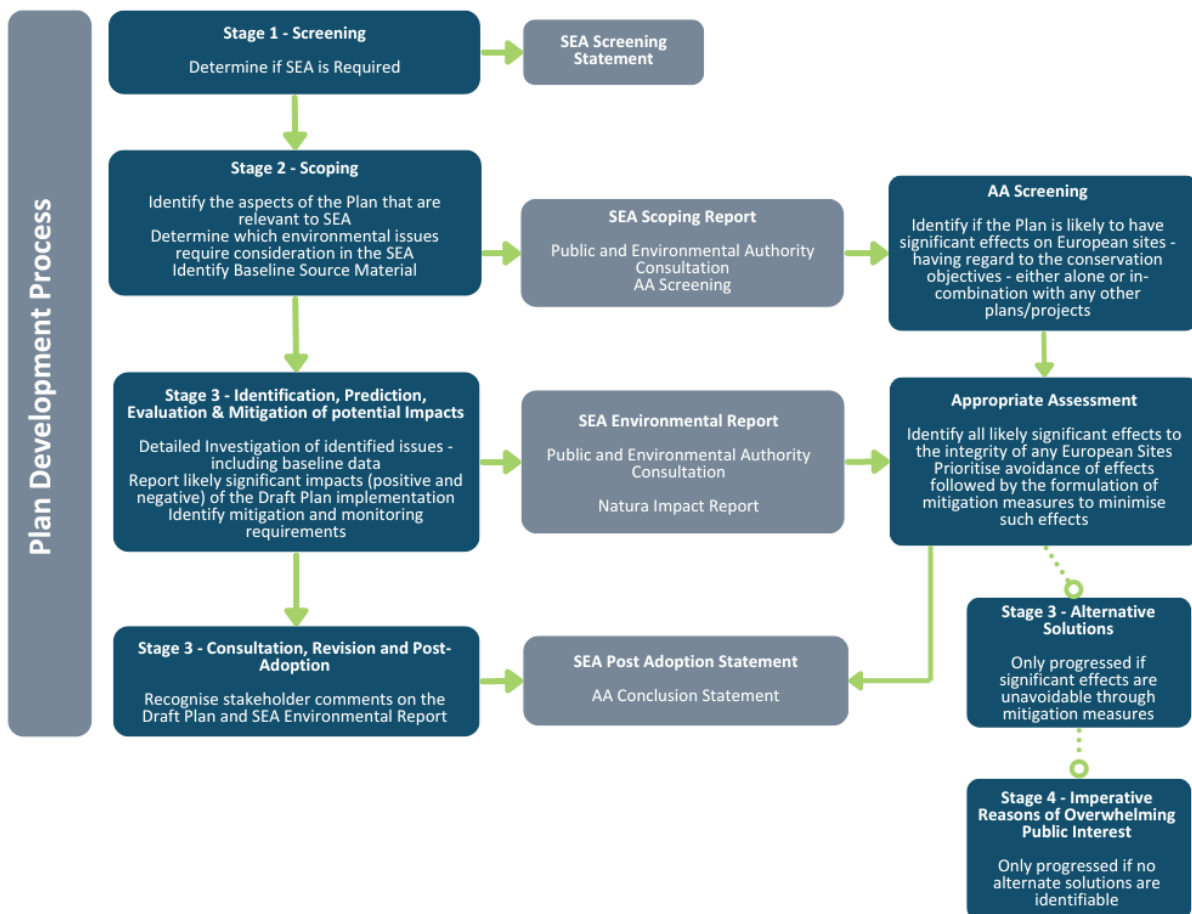 Plan Development Process
Stage 1 - Screening
Determine if SEA is Required
SEA Screening
Statement
Stage 2 - Scoping
Identify the aspects of the Plan that are
relevant to SEA
Determine which environmental issues
require consideration in the SEA
Identify Baseline Source Material
SEA Scoping Report
Public and Environmental Authority
Consultation
AA Screening
AA Screening
Identify if the Plan is likely to have
significant effects on European sites -
having regard to the conservation
objectives - either alone or in-
combination with any other
plans/projects
Stage 3 - Identification, Prediction,
Evaluation & Mitigation of potential Impacts
Detailed Investigation of identified issues -
including baseline data
Report likely significant impacts (positive and
negative) of the Draft Plan implementation
Identify mitigation and monitoring
requirements
SEA Environmental Report
Public and Environmental Authority
Consultation
Natura Impact Report
Appropriate Assessment
Identify all likely significant effects to
the integrity of any European Sites
Prioritise avoidance of effects
followed by the formulation of
mitigation measures to minimise
such effects
Stage 3 - Consultation, Revision and Post-
Adoption
Recognise stakeholder comments on the
Draft Plan and SEA Environmental Report
SEA Post Adoption Statement
AA Conclusion Statement
Stage 3 - Alternative
Solutions
Only progressed if
significant effects are
unavoidable through
mitigation measures
Stage 4 - Imperative
Reasons of Overwhelming
Public Interest
Only progressed if no
alternate solutions are
identifiable